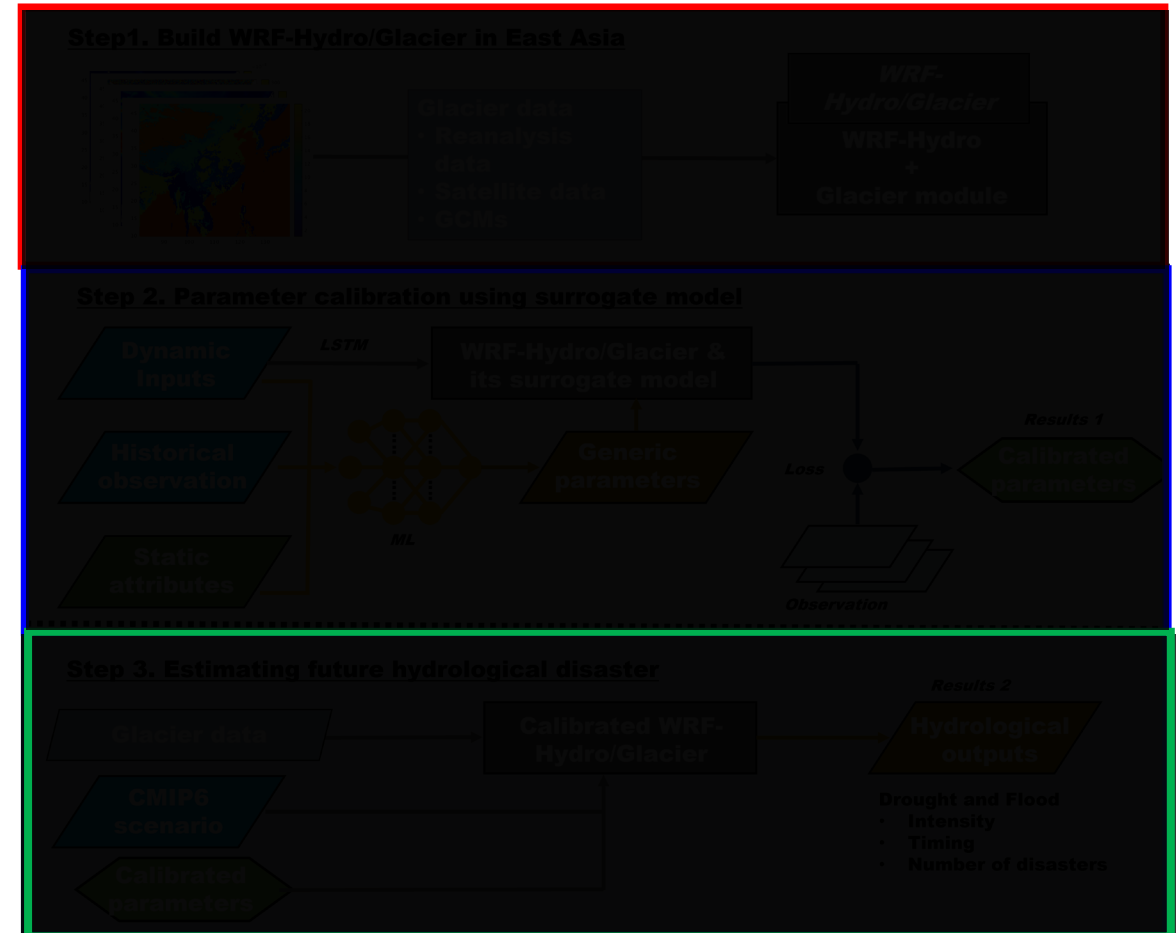 Step1. Build WRF-Hydro/Glacier in East Asia
WRF-
Hydro/Glacier
Glacier data
• Reanalysis
data
• Satellite data
• GCMs
WRF-Hydro
+
Glacier module
Step 2. Parameter calibration using surrogate model
Dynamic
Inputs
LSTM
WRF-Hydro/Glacier &
its surrogate model
Historical
observation
Generic
parameters
Results 1
Loss
Calibrated
parameters
ML
Static
attributes
Observation
Step 3. Estimating future hydrological disaster
Results 2
Glacier data
Calibrated WRF-
Hydro/Glacier
Hydrological
outputs
CMIP6
scenario
Drought and Flood
• Intensity
• Timing
• Number of disasters
Calibrated
parameters